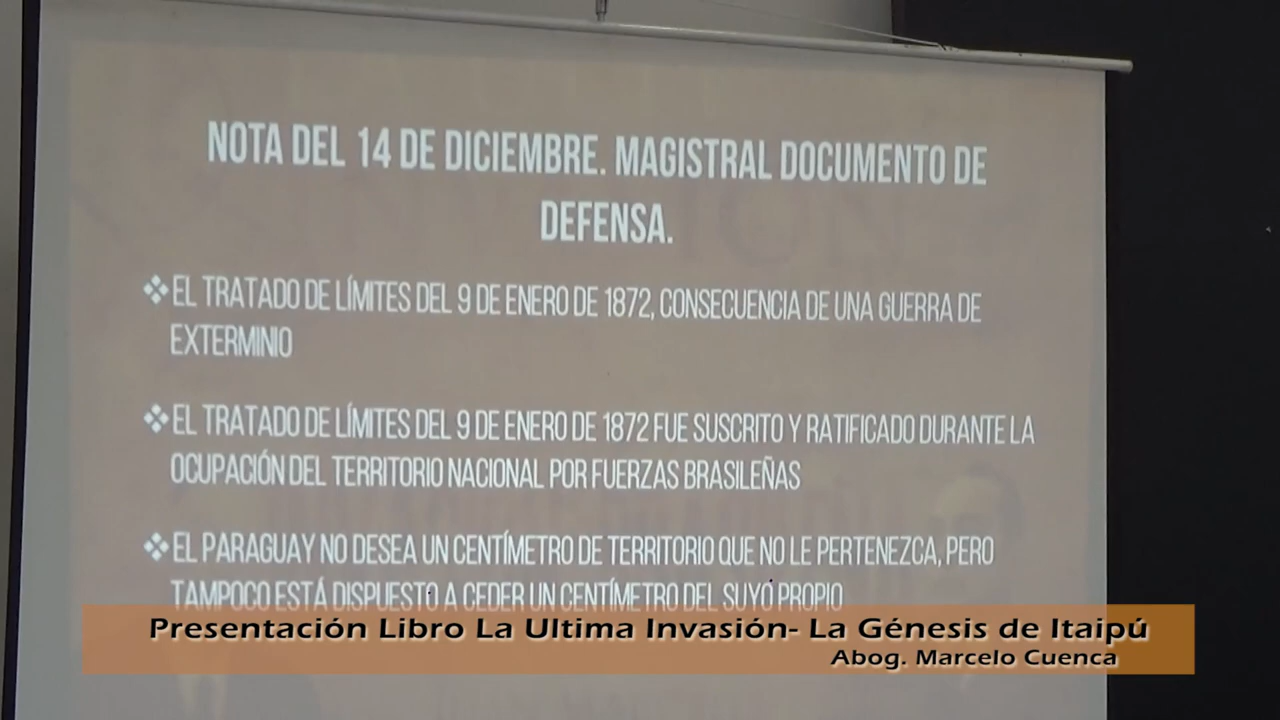 NOTA DEL 14 DE DICIEMBRE. MAGISTRAL DOCUMENTO DE
DEFENSA.
❖EL TRATADO DE LÍMITES DEL 9 DE ENERO DE 1872, CONSECUENCIA DE UNA GUERRA DE
EXTERMINIO
❖EL TRATADO DE LÍMITES DEL 9 DE ENERO DE 1872 FUE SUSCRITO Y RATIFICADO DURANTE LA
OCUPACIÓN DEL TERRITORIO NACIONAL POR FUERZAS BRASILEÑAS
❖EL PARAGUAY NO DESEA UN CENTÍMETRO DE TERRITORIO QUE NO LE PERTENEZCA, PERO
TAMPOCO ESTÁ DISPUESTO A CEDER UN CENTÍMETRO DEL SUYO PROPIO
Presentación Libro La Ultima Invasión- La Génesis de Itaipú
Abog. Marcelo Cuenca